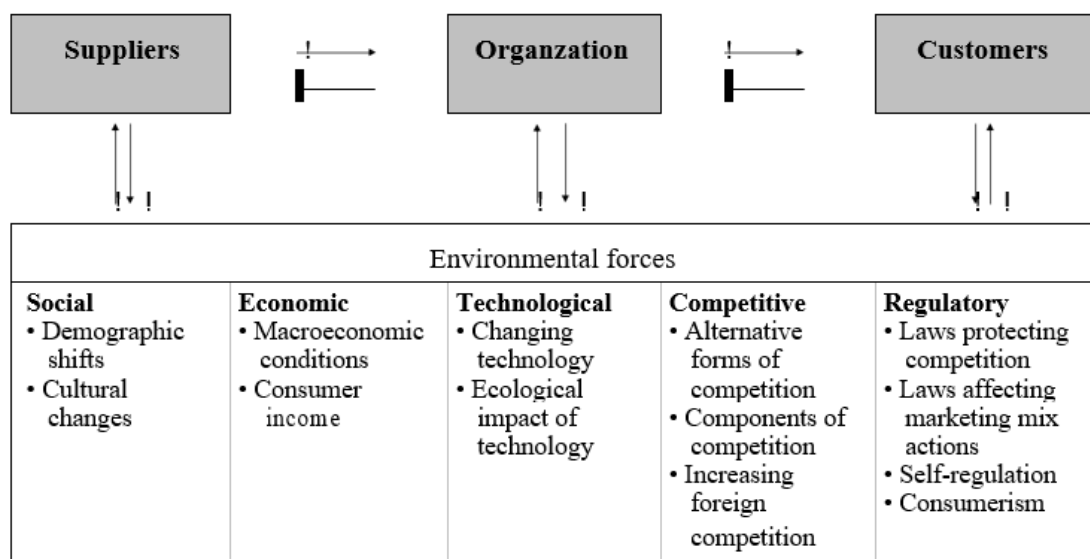 Suppliers
!
Organzation
!
Customers
! !
! !
! !
Environmental forces
Social
• Demographic
shifts
• Cultural
changes
Economic
• Macroeconomic
conditions
• Consumer
income
Technological
• Changing
technology
• Ecological
impact of
technology
Competitive
• Alternative
forms of
competition
• Components of
competition
• Increasing
foreign
competition
Regulatory
• Laws protecting
competition
• Laws affecting
marketing mix
actions
• Self-regulation
• Consumerism